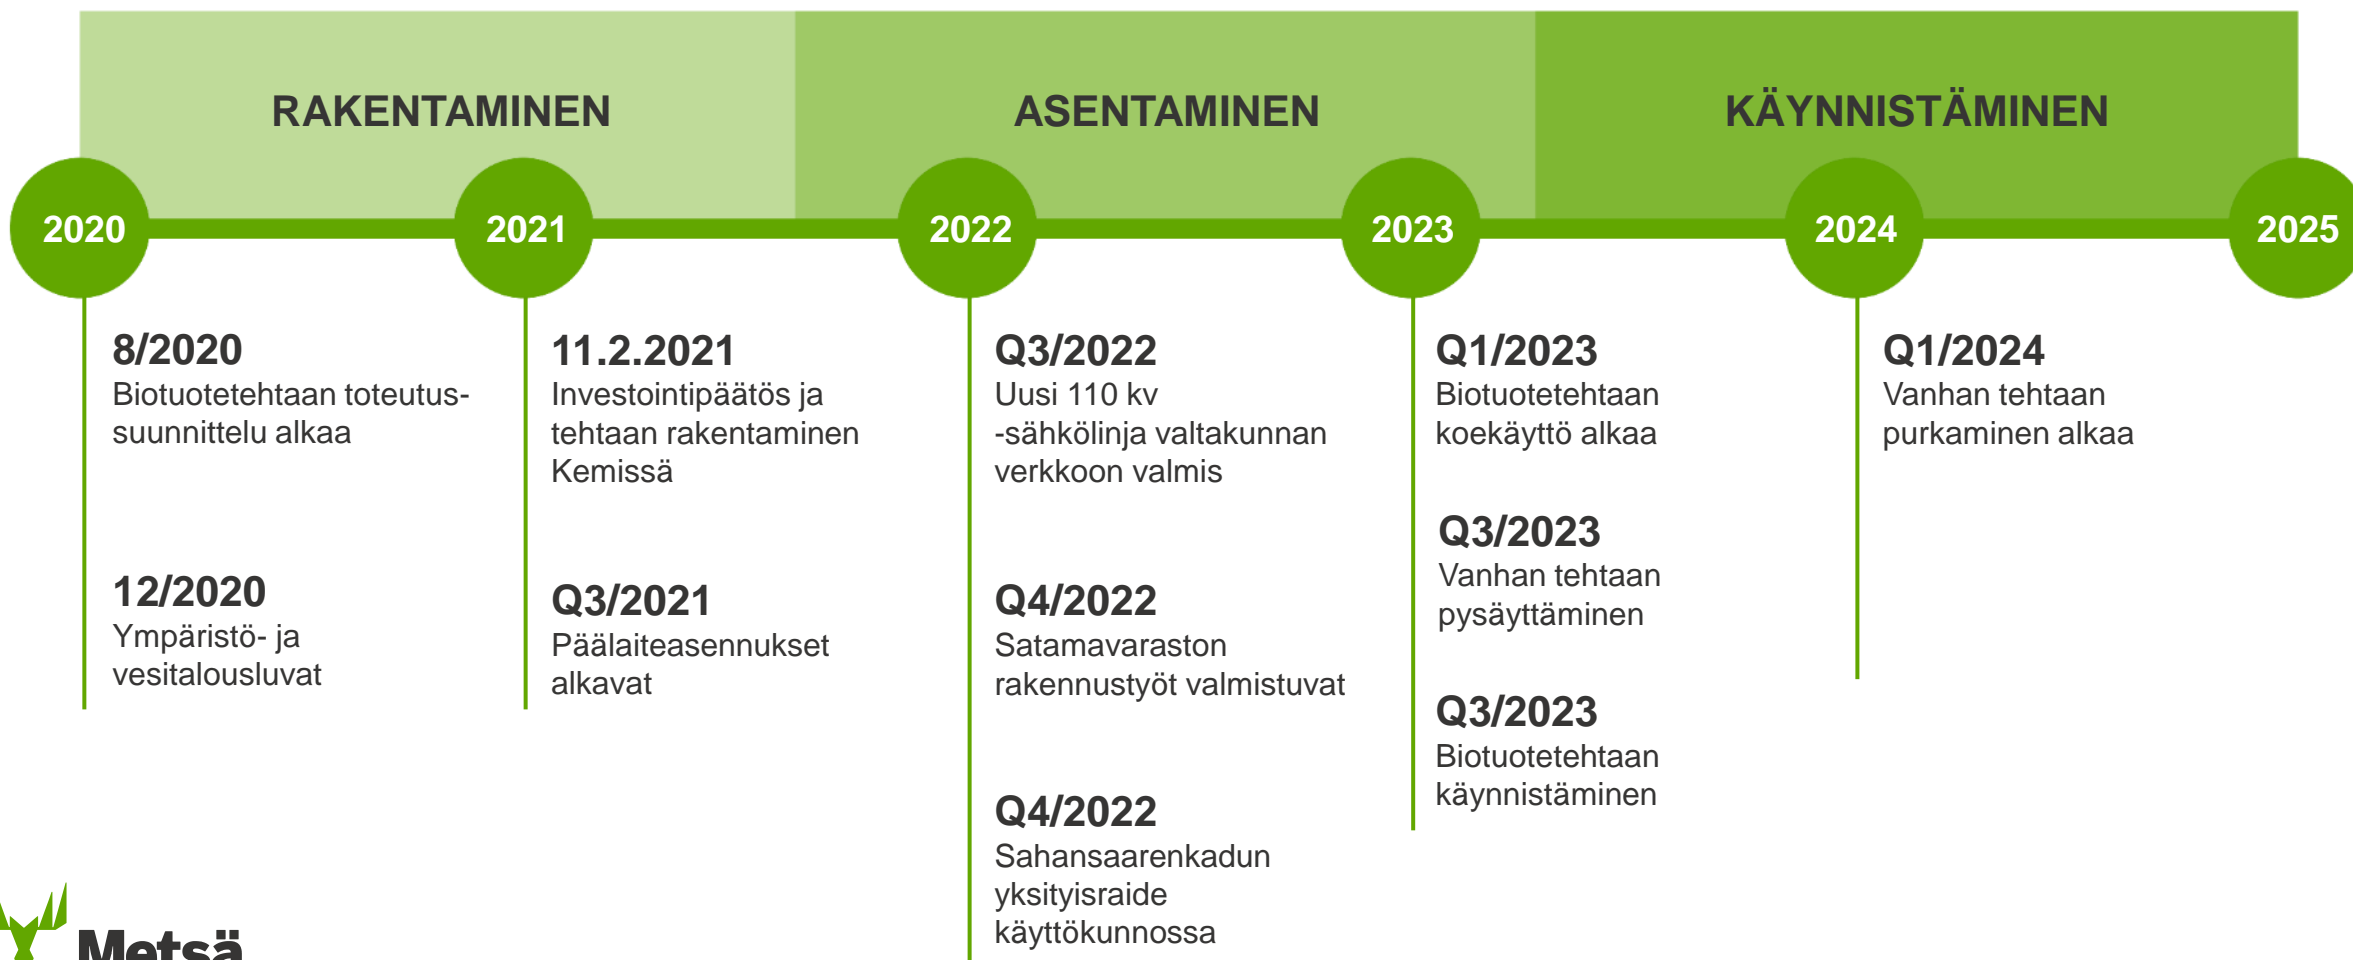 RAKENTAMINEN
ASENTAMINEN
KÄYNNISTÄMINEN
2020
2021
2022
2023
2024
2025
8/2020
Biotuotetehtaan toteutus-
suunnittelu alkaa
12/2020
Ympäristö- ja
vesitalousluvat
11.2.2021
Investointipäätös ja
tehtaan rakentaminen
Kemissä
Q3/2021
Päälaiteasennukset
alkavat
Q3/2022
Uusi 110 kv
-sähkölinja valtakunnan
verkkoon valmis
Q4/2022
Satamavaraston
rakennustyöt valmistuvat
Q4/2022
Sahansaarenkadun
yksityisraide
käyttökunnossa
Q1/2023
Biotuotetehtaan
koekäyttö alkaa
Q3/2023
Vanhan tehtaan
pysäyttäminen
Q3/2023
Biotuotetehtaan
käynnistäminen
Q1/2024
Vanhan tehtaan
purkaminen alkaa
Metsä